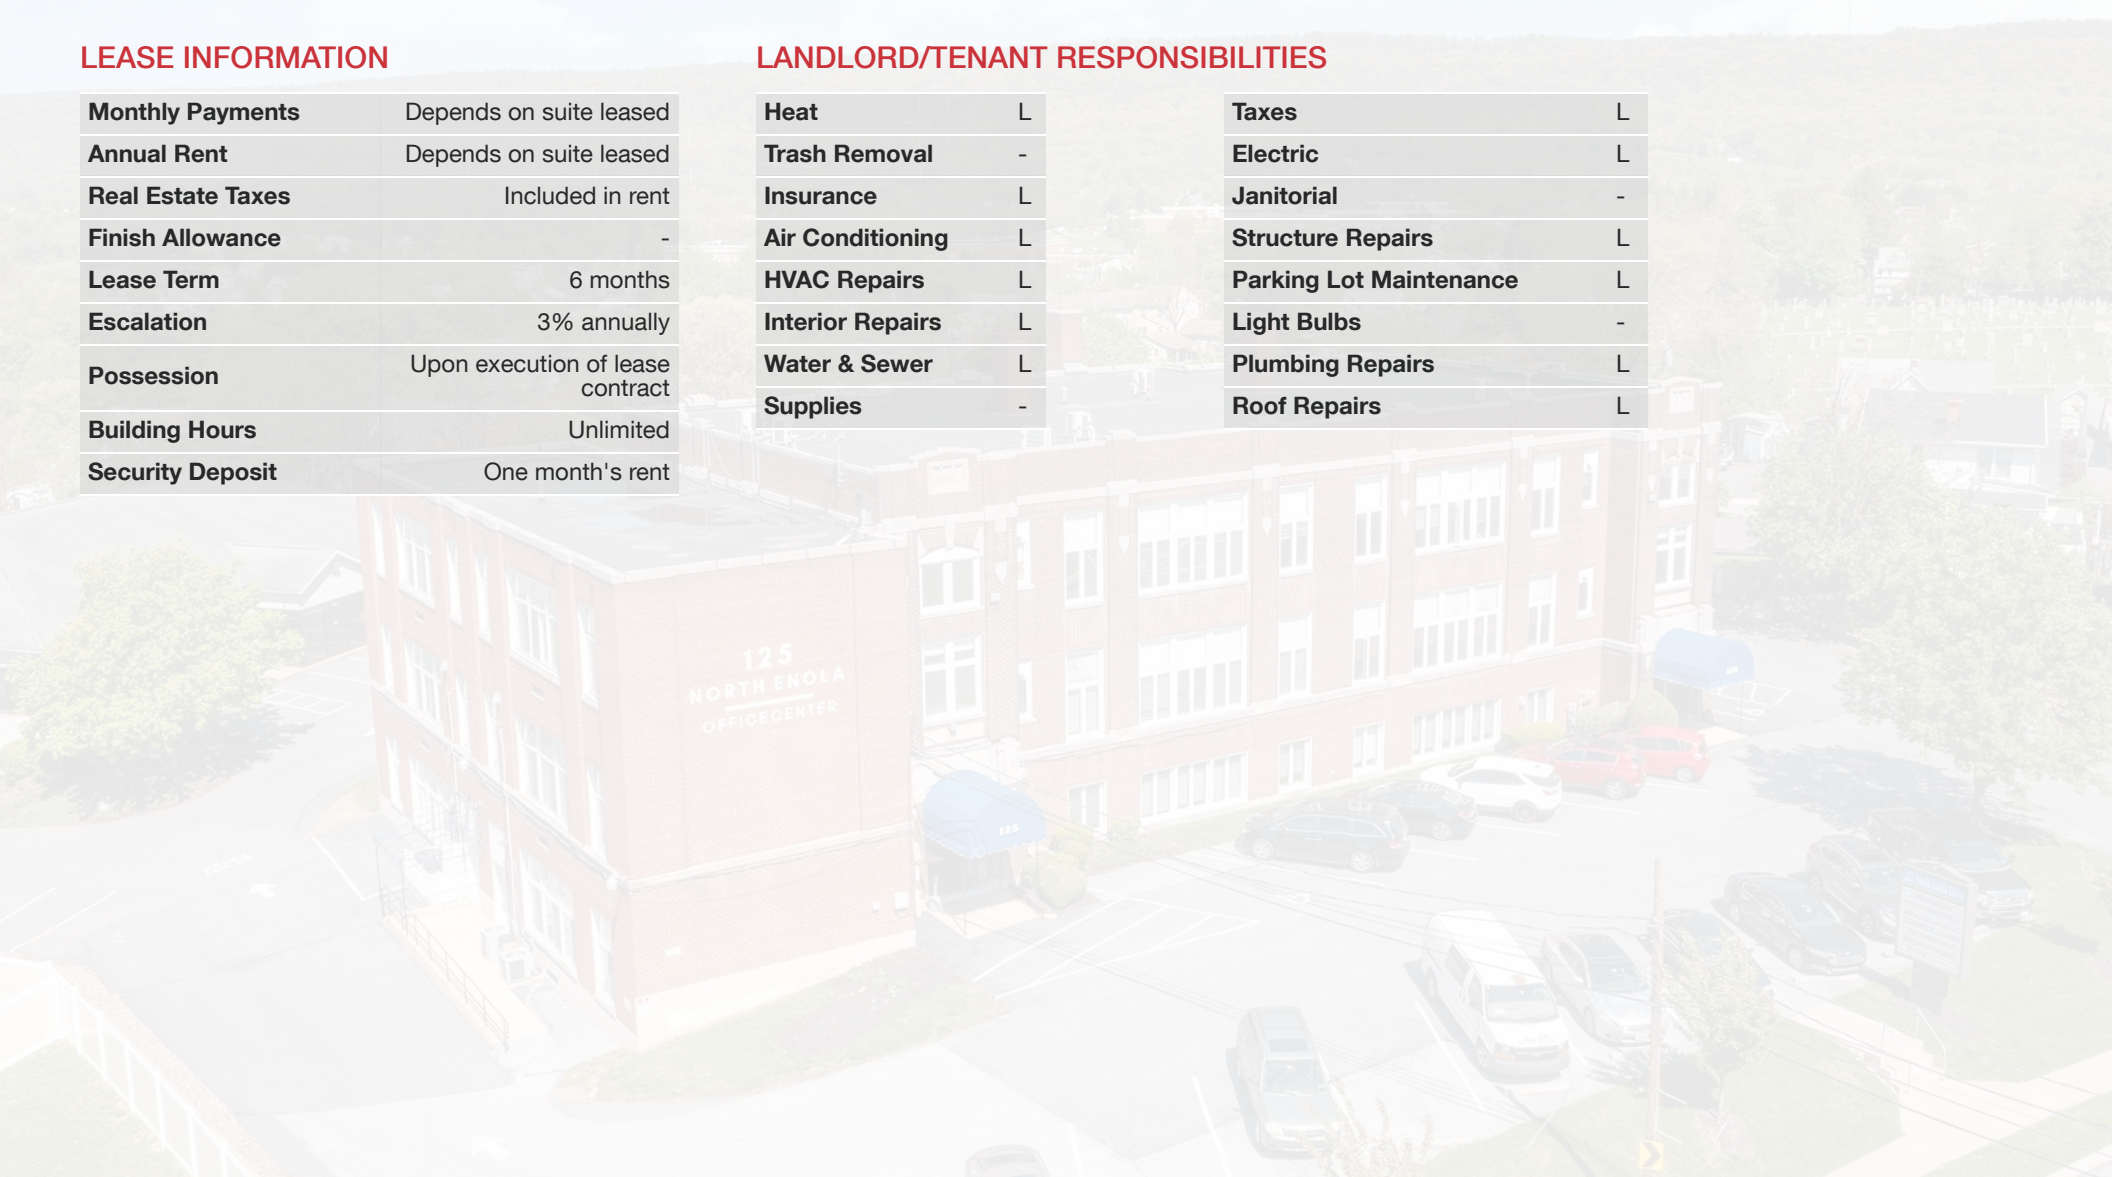 LEASE INFORMATION
Monthly Payments Depends on suite leased
Annual Rent Depends on suite leased
Real Estate Taxes Included in rent
Finish Allowance -
Lease Term 6 months
Escalation 3% annually
Possession Upon execution of lease
contract
Building Hours Unlimited
Security Deposit One month's rent
LANDLORD/TENANT RESPONSIBILITIES
Heat L
Trash Removal -
Insurance L
Air Conditioning L
HVAC Repairs L
Interior Repairs L
Water & Sewer L
Supplies -
Taxes L
Electric L
Janitorial -
Structure Repairs L
Parking Lot Maintenance L
Light Bulbs -
Plumbing Repairs L
Roof Repairs L
125
NORTH ENOLA
OFFICE CENTER